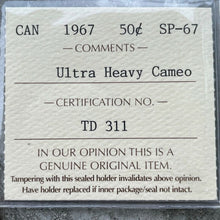 CAN 1967 50¢ SP-67
COMMENTS
Ultra Heavy Cameo
CERTIFICATION NO.
TD 311
IN OUR OPINION THIS IS A
GENUINE ORIGINAL ITEM.
Tampering with this sealed holder invalidates above opinion.
Have holder replaced if inner package/seal not intact.